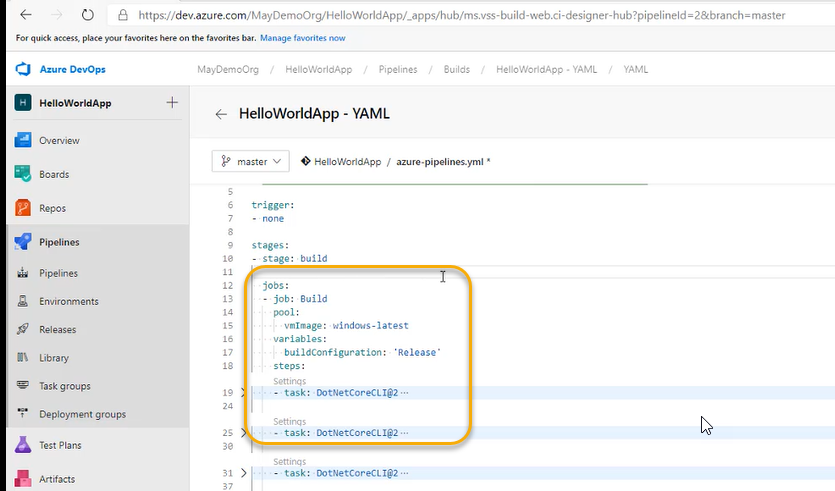 https://dev.azure.com/MayDemoOrg/HelloWorldApp/_apps/hub/ms.vss-build-web.ci-designer-hub?pipelineId=2&branch=master
For quick access, place your favorites here on the favorites bar. Manage favorites now
Azure DevOps
MayDemoOrg / HelloWorldApp / Pipelines / Builds / HelloWorldApp - YAML / YAML
H HelloWorldApp +
Overview
Boards
Repos
Pipelines
Pipelines
Environments
Releases
Library
Task groups
Deployment groups
Test Plans
Artifacts
← HelloWorldApp - YAML
master HelloWorldApp / azure-pipelines.yml *
5
6 trigger:
7 - none
8
9 stages:
10 - stage: build
11
12 jobs:
13 - job: Build
14 pool:
15 vmImage: windows-latest
16 variables:
17 buildConfiguration: 'Release'
18 steps:
Settings
19 > - task: DotNetCoreCLI@2 ···
24
Settings
25 > - task: DotNetCoreCLI@2 ···
30
Settings
31 > - task: DotNetCoreCLI@2 ···
37